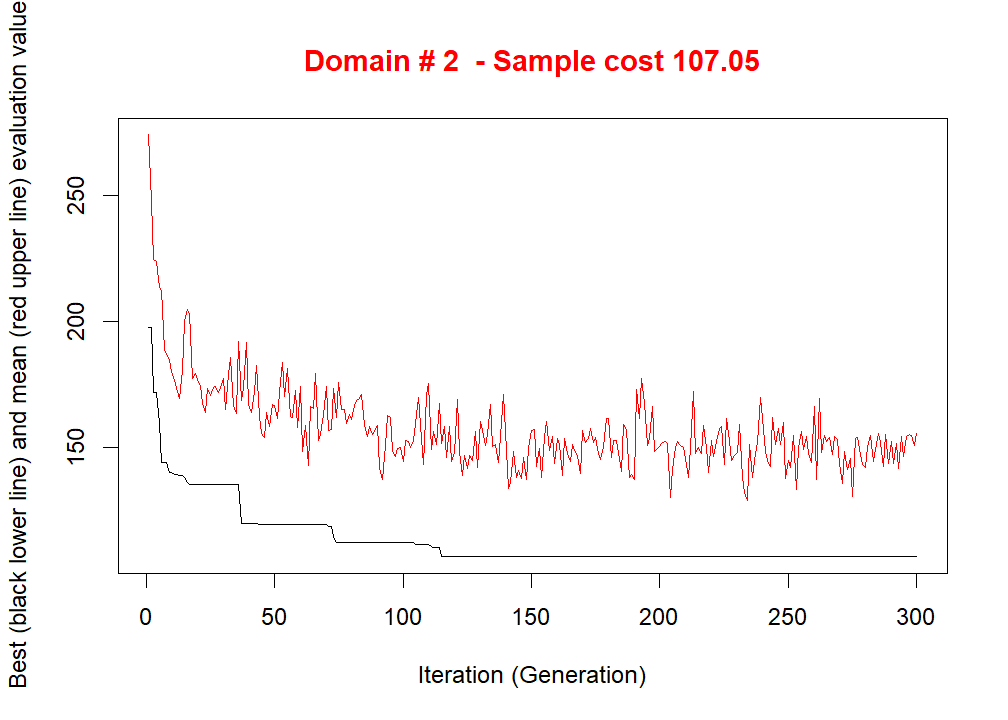 Domain # 2  - Sample cost 107.05
Best (black lower line) and mean (red upper line) evaluation value
250
200
150
0 50 100 150 200 250 300
Iteration (Generation)